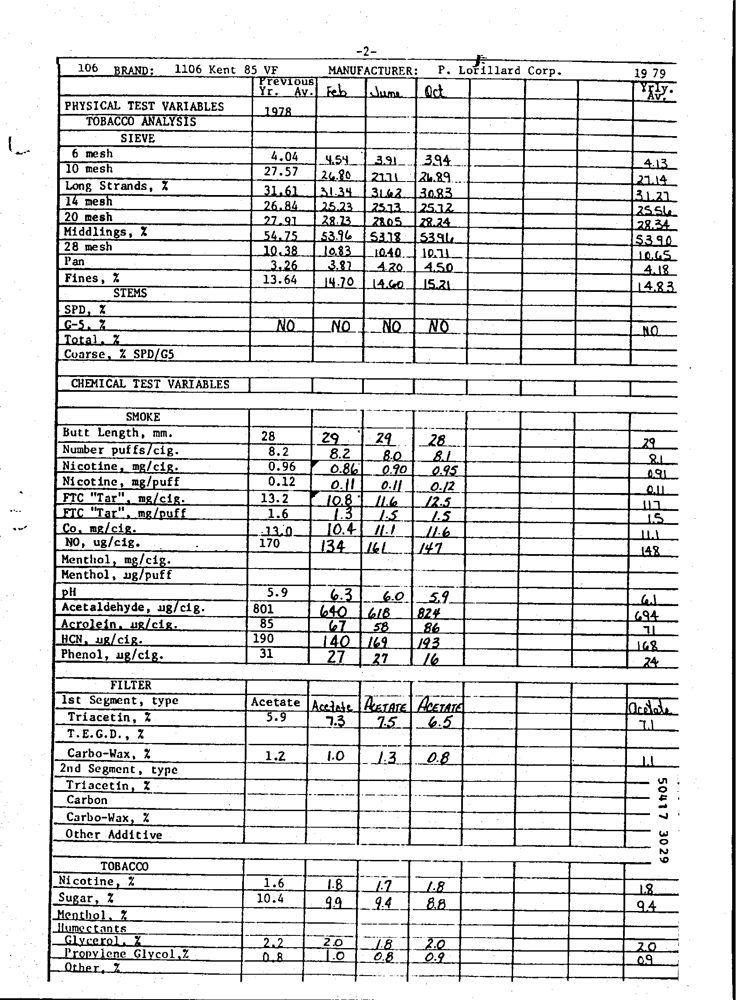 -2-
106 BRAND: 1106 Kent 85 VF MANUFACTURER: P. Lorillard Corp. 19 79
Previous Yr. Av. Feb June Oct Yrly. Av.
PHYSICAL TEST VARIABLES 1978
TOBACCO ANALYSIS
SIEVE
6 mesh 4.04 4.54 3.91 3.94 4.13
10 mesh 27.57 26.80 27.71 26.89 27.14
Long Strands, % 31.61 31.34 31.62 30.83 31.27
14 mesh 26.84 25.23 25.73 25.72 25.56
20 mesh 27.91 28.73 28.05 28.24 28.34
Middlings, % 54.75 53.96 53.78 53.96 53.90
28 mesh 10.38 10.83 10.40 10.71 10.65
Pan 3.26 3.87 4.20 4.50 4.18
Fines, % 13.64 14.70 14.60 15.21 14.83
STEMS
SPD, %
G-5, % NO NO NO NO NO
Total, %
Coarse, % SPD/G5
CHEMICAL TEST VARIABLES
SMOKE
Butt Length, mm. 28 29 29 28 29
Number puffs/cig. 8.2 8.2 8.0 8.1 8.1
Nicotine, mg/cig. 0.96 0.86 0.90 0.95 0.91
Nicotine, mg/puff 0.12 0.11 0.11 0.12 0.11
FTC "Tar", mg/cig. 13.2 10.8 11.6 12.5 11.7
FTC "Tar", mg/puff 1.6 1.3 1.5 1.5 1.5
Co, mg/cig. 13.0 10.4 11.1 11.6 11.1
NO, ug/cig. 170 134 161 147 148
Menthol, mg/cig.
Menthol, ug/puff
pH 5.9 6.3 6.0 5.9 6.1
Acetaldehyde, ug/cig. 801 640 618 824 694
Acrolein, ug/cig. 85 67 58 86 71
HCN, ug/cig. 190 140 169 193 168
Phenol, ug/cig. 31 27 27 16 24
FILTER
1st Segment, type Acetate Acetate ACETATE ACETATE Acetate
Triacetin, % 5.9 7.3 7.5 6.5 7.1
T.E.G.D., %
Carbo-Wax, % 1.2 1.0 1.3 0.8 1.1
2nd Segment, type
Triacetin, %
Carbon
Carbo-Wax, %
Other Additive
50417 3029
TOBACCO
Nicotine, % 1.6 1.8 1.7 1.8 1.8
Sugar, % 10.4 9.9 9.4 8.8 9.4
Menthol, %
Humectants
Glycerol, % 2.2 2.0 1.8 2.0 2.0
Propylene Glycol,% 0.8 1.0 0.8 0.9 0.9
Other, %